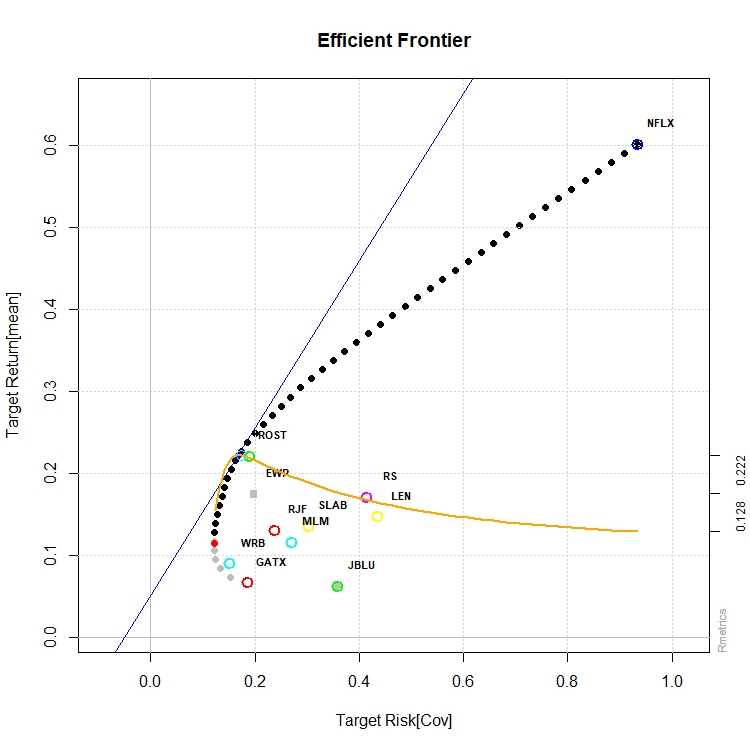 Efficient Frontier
NFLX
0.6
0.5
0.4
Target Return[mean]
0.3
ROST
EWP
RS
0.222
0.2
LEN
SLAB
RJF
MLM
0.128
WRB
0.1
GATX
JBLU
0.0
Rmetrics
0.0 0.2 0.4 0.6 0.8 1.0
Target Risk[Cov]